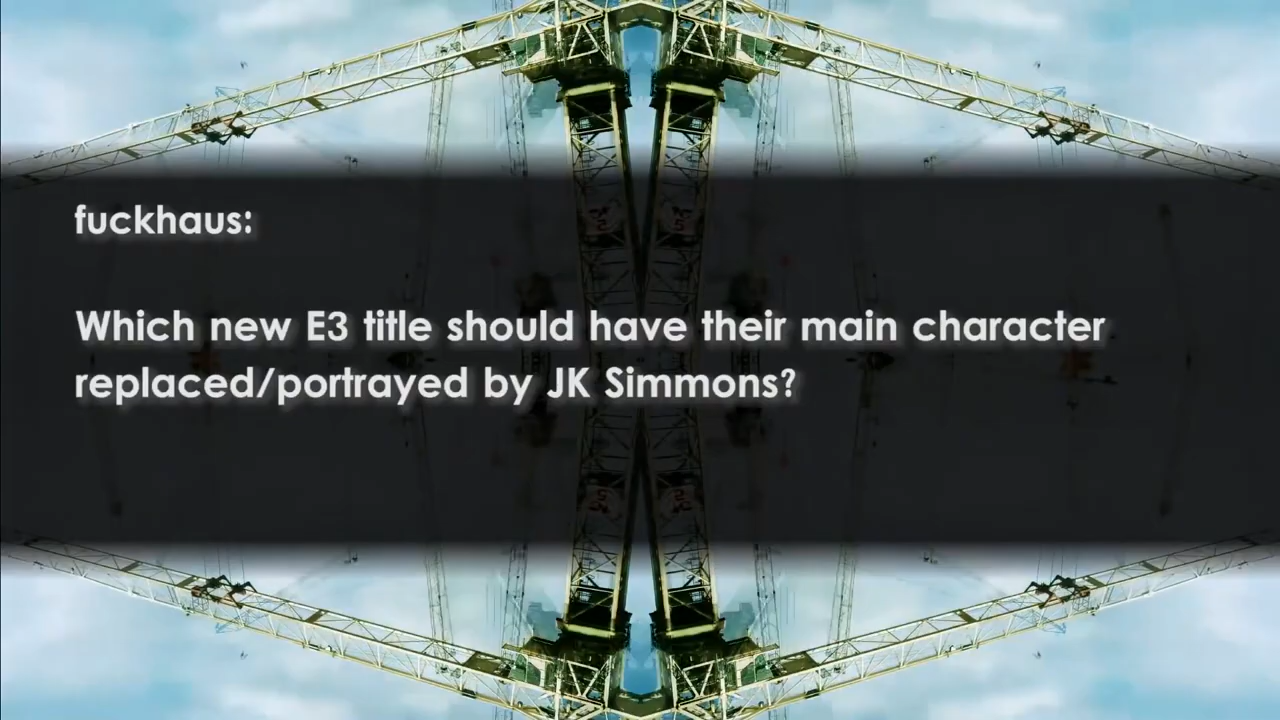 fuckhaus:
Which new E3 title should have their main character
replaced/portrayed by JK Simmons?